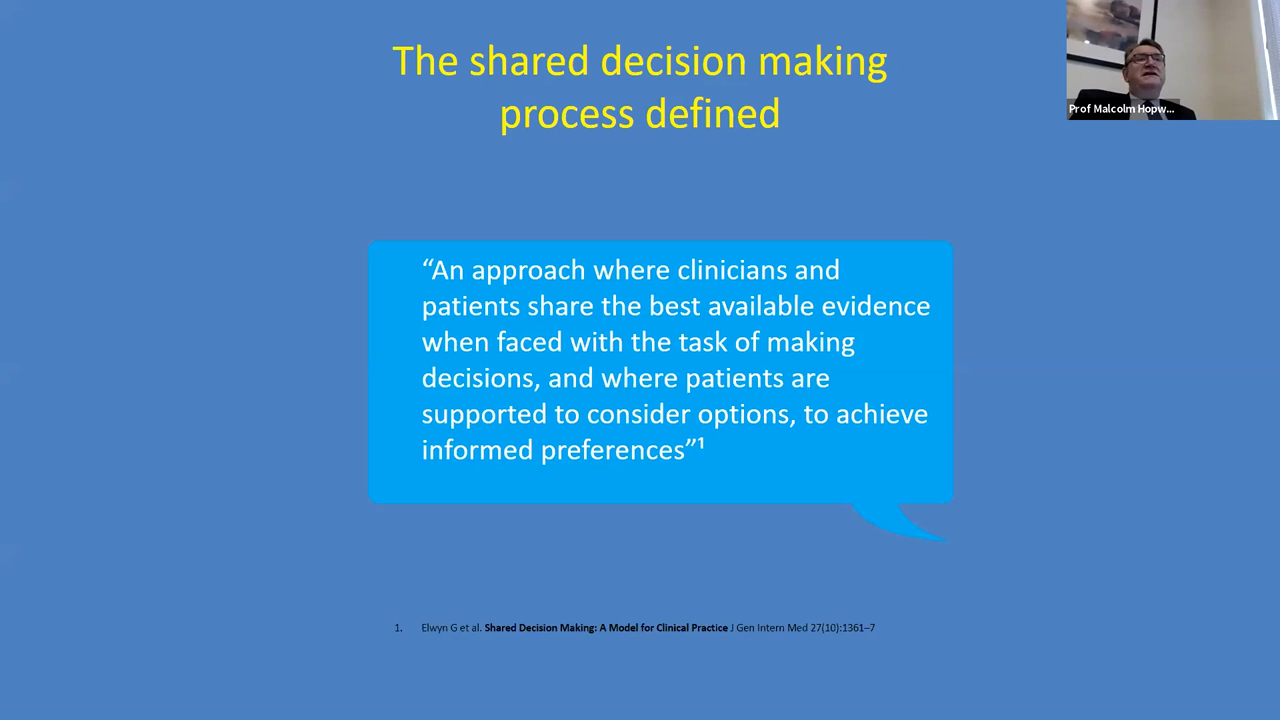 The shared decision making
process defined
Prof Malcolm Hopw...
“An approach where clinicians and
patients share the best available evidence
when faced with the task of making
decisions, and where patients are
supported to consider options, to achieve
informed preferences”¹
1. Elwyn G et al. Shared Decision Making: A Model for Clinical Practice J Gen Intern Med 27(10):1361–7